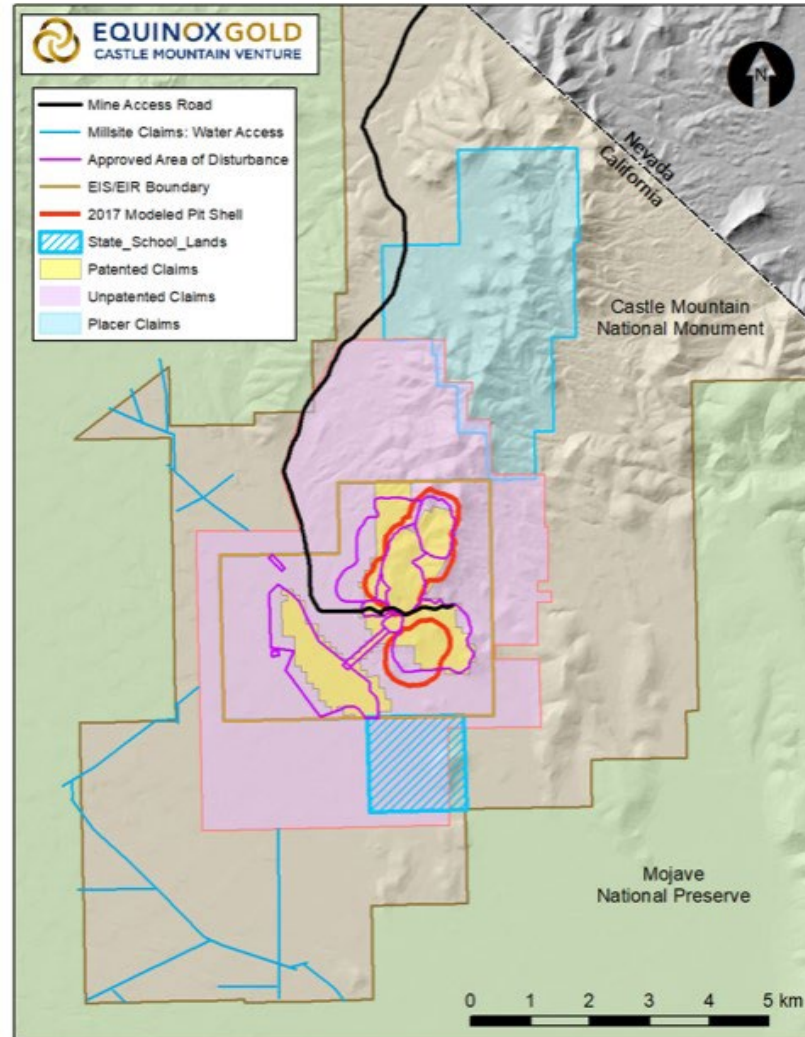 EQUINOXGOLD
CASTLE MOUNTAIN VENTURE
Mine Access Road
Millsite Claims: Water Access
Approved Area of Disturbance
EIS/EIR Boundary
2017 Modeled Pit Shell
State_School_Lands
Patented Claims
Unpatented Claims
Placer Claims
N
Nevada
California
Castle Mountain
National Monument
Mojave
National Preserve
0 1 2 3 4 5 km